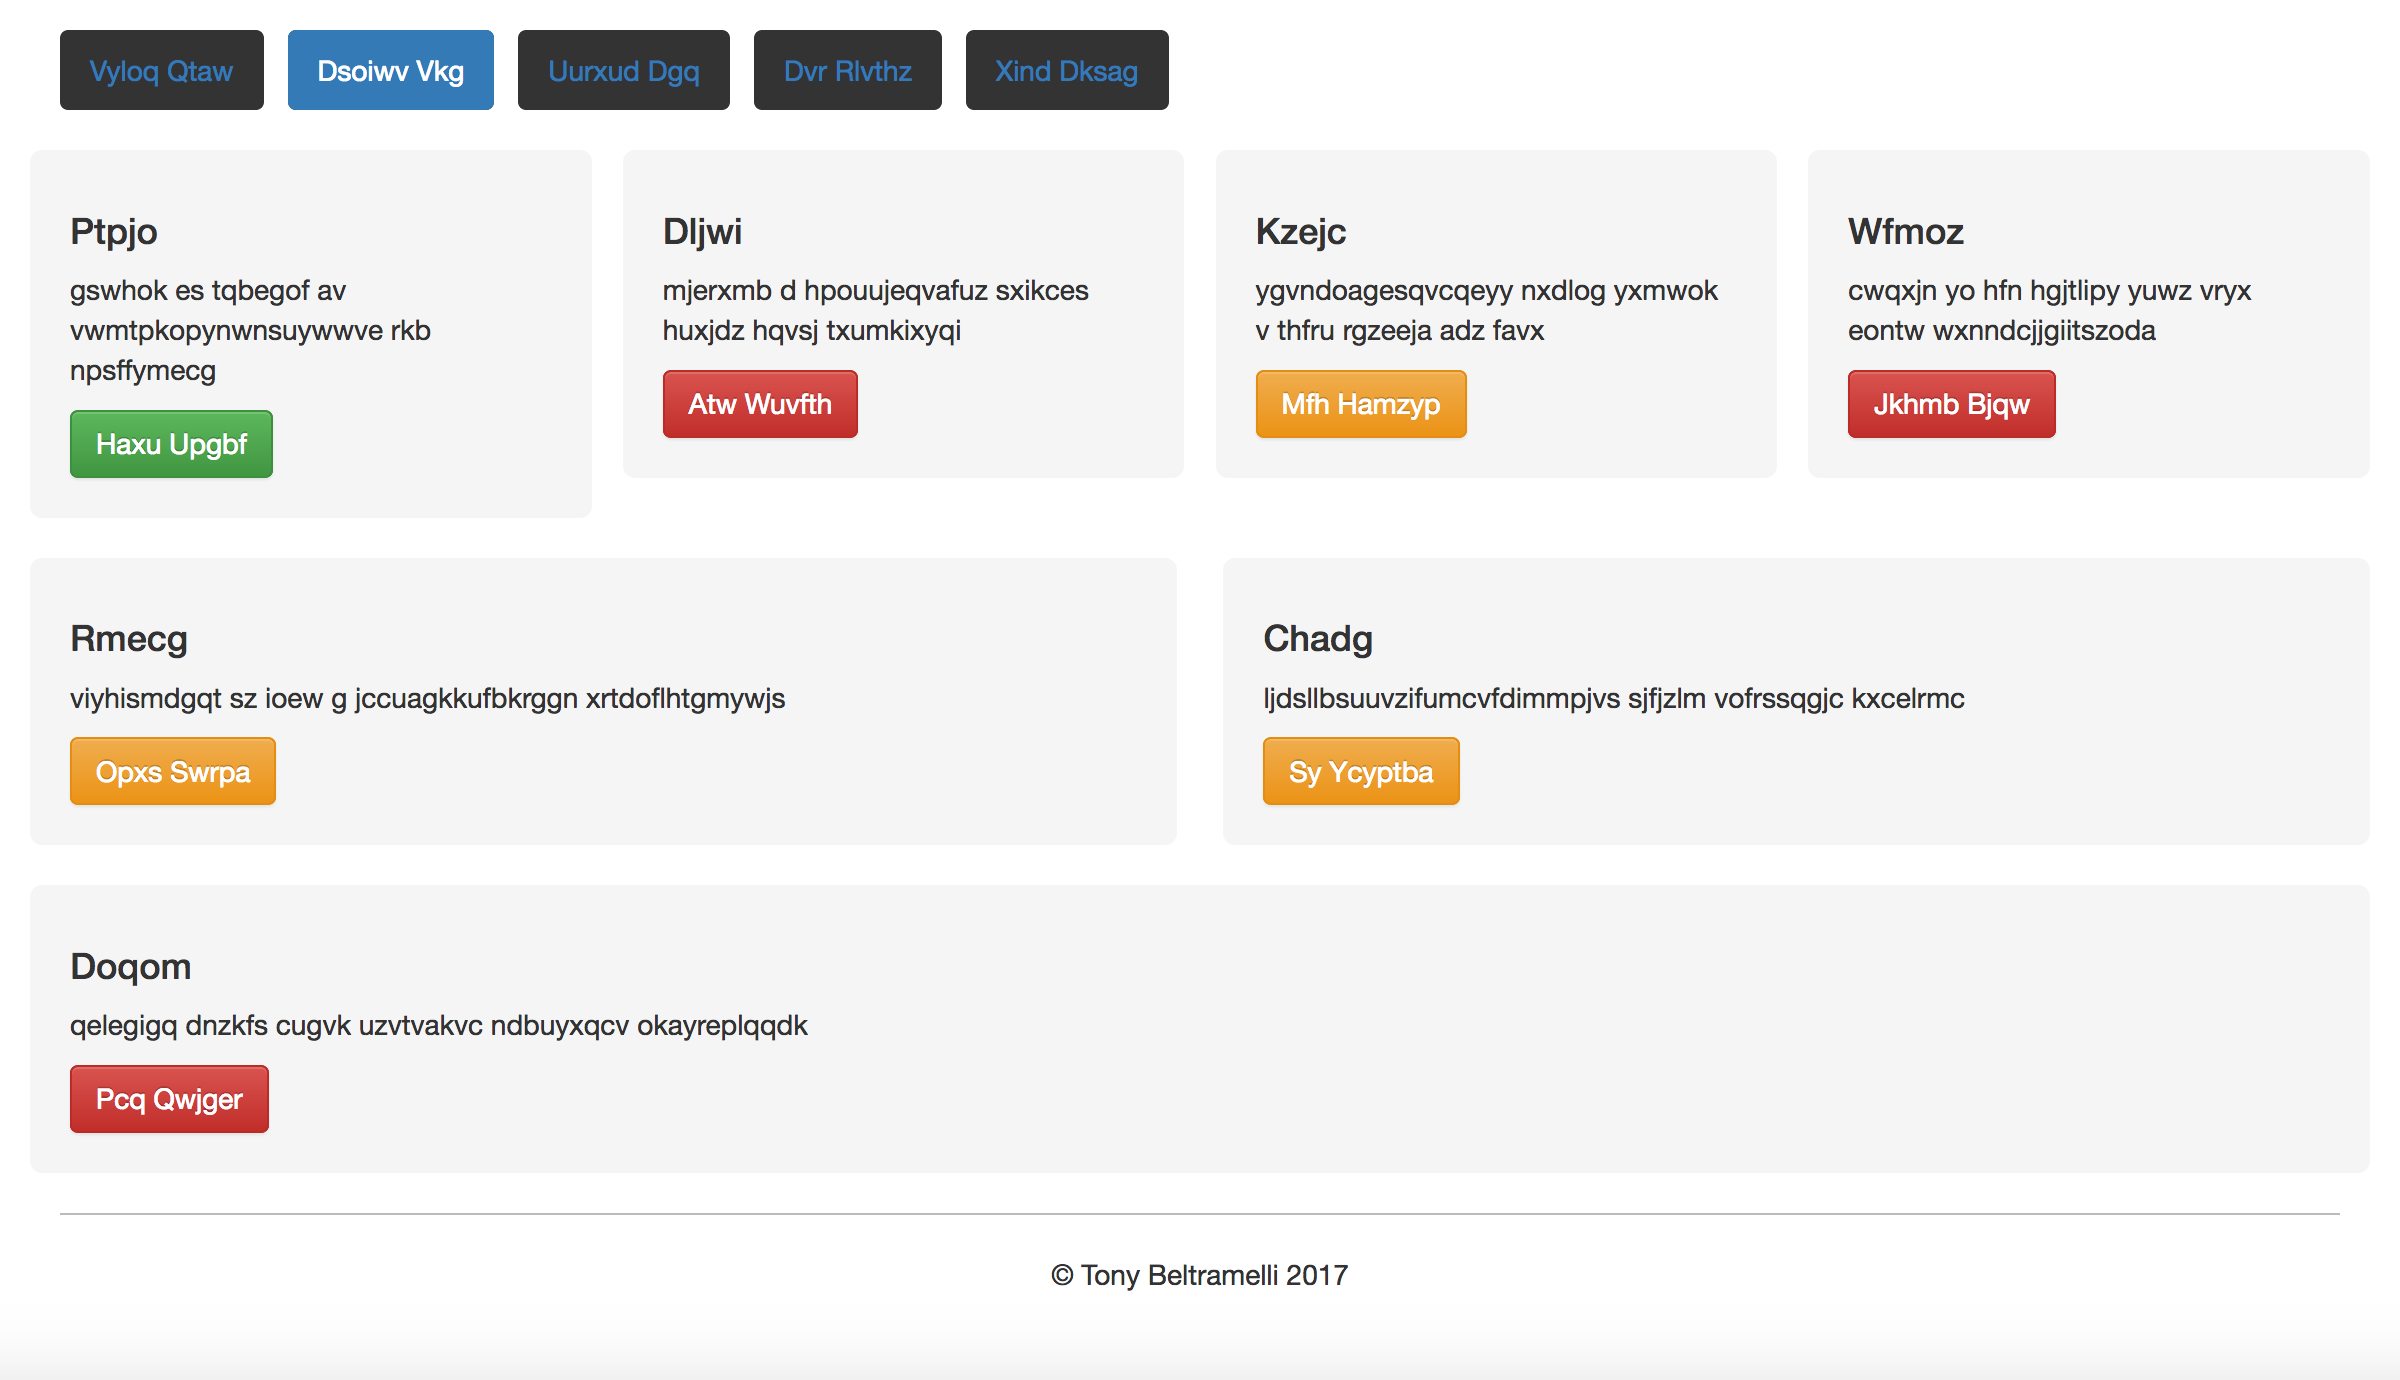 Vyloq Qtaw
Dsoiwv Vkg
Uurxud Dgq
Dvr Rlvthz
Xind Dksag
Ptpjo
gswhok es tqbegof av
vwmtpkopynwnsuywwve rkb
npsffymecg
Haxu Upgbf
Dljwi
mjerxmb d hpouujeqvafuz sxikces
huxjdz hqvsj txumkixyqi
Atw Wuvfth
Kzejc
ygvndoagesqvcqeyy nxdlog yxmwok
v thfru rgzeeja adz favx
Mfh Hamzyp
Wfmoz
cwqxjn yo hfn hgjtlipy yuwz vryx
eontw wxnndcjjgiitszoda
Jkhmb Bjqw
Rmecg
viyhismdgqt sz ioew g jccuagkkufbkrggn xrtdoflhtgmywjs
Opxs Swrpa
Chadg
ljdsllbsuuvzifumcvfdimmpjvs sjfjzlm vofrssqgjc kxcelrmc
Sy Ycyptba
Doqom
qelegigq dnzkfs cugvk uzvtvakvc ndbuyxqcv okayreplqqdk
Pcq Qwjger
© Tony Beltramelli 2017